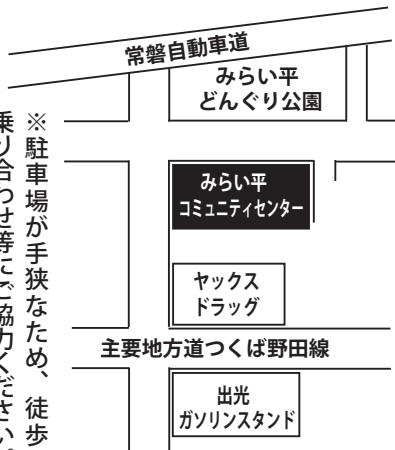 常磐自動車道
みらい平
どんぐり公園
みらい平
コミュニティセンター
ヤックス
ドラッグ
主要地方道つくば野田線
出光
ガソリンスタンド
※駐車場が手狭なため、徒歩
乗り合わせ等にご協力ください。